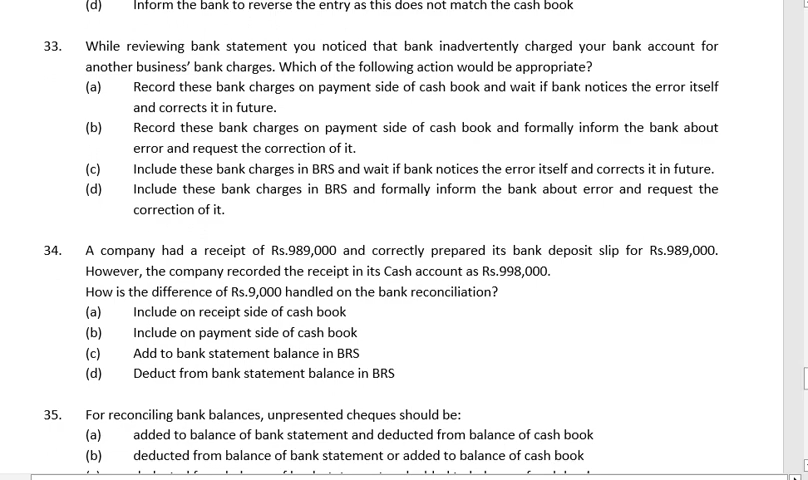 (d) Inform the bank to reverse the entry as this does not match the cash book
33. While reviewing bank statement you noticed that bank inadvertently charged your bank account for
another business' bank charges. Which of the following action would be appropriate?
(a) Record these bank charges on payment side of cash book and wait if bank notices the error itself
and corrects it in future.
(b) Record these bank charges on payment side of cash book and formally inform the bank about
error and request the correction of it.
(c) Include these bank charges in BRS and wait if bank notices the error itself and corrects it in future.
(d) Include these bank charges in BRS and formally inform the bank about error and request the
correction of it.
34. A company had a receipt of Rs.989,000 and correctly prepared its bank deposit slip for Rs.989,000.
However, the company recorded the receipt in its Cash account as Rs.998,000.
How is the difference of Rs.9,000 handled on the bank reconciliation?
(a) Include on receipt side of cash book
(b) Include on payment side of cash book
(c) Add to bank statement balance in BRS
(d) Deduct from bank statement balance in BRS
35. For reconciling bank balances, unpresented cheques should be:
(a) added to balance of bank statement and deducted from balance of cash book
(b) deducted from balance of bank statement or added to balance of cash book